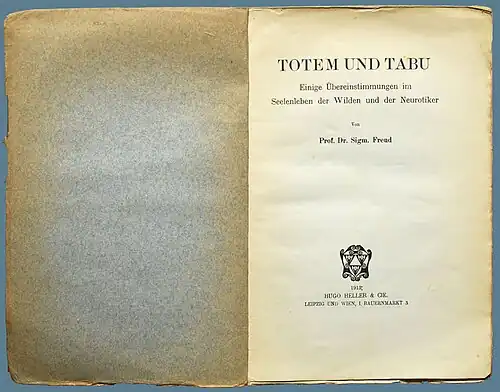 TOTEM UND TABU
Einige Übereinstimmungen im
Seelenleben der Wilden und der Neurotiker
Von
Prof. Dr. Sigm. Freud
HUGO HELLER & CIE.
LEIPZIG UND WIEN, I. BAUERNMARKT 3